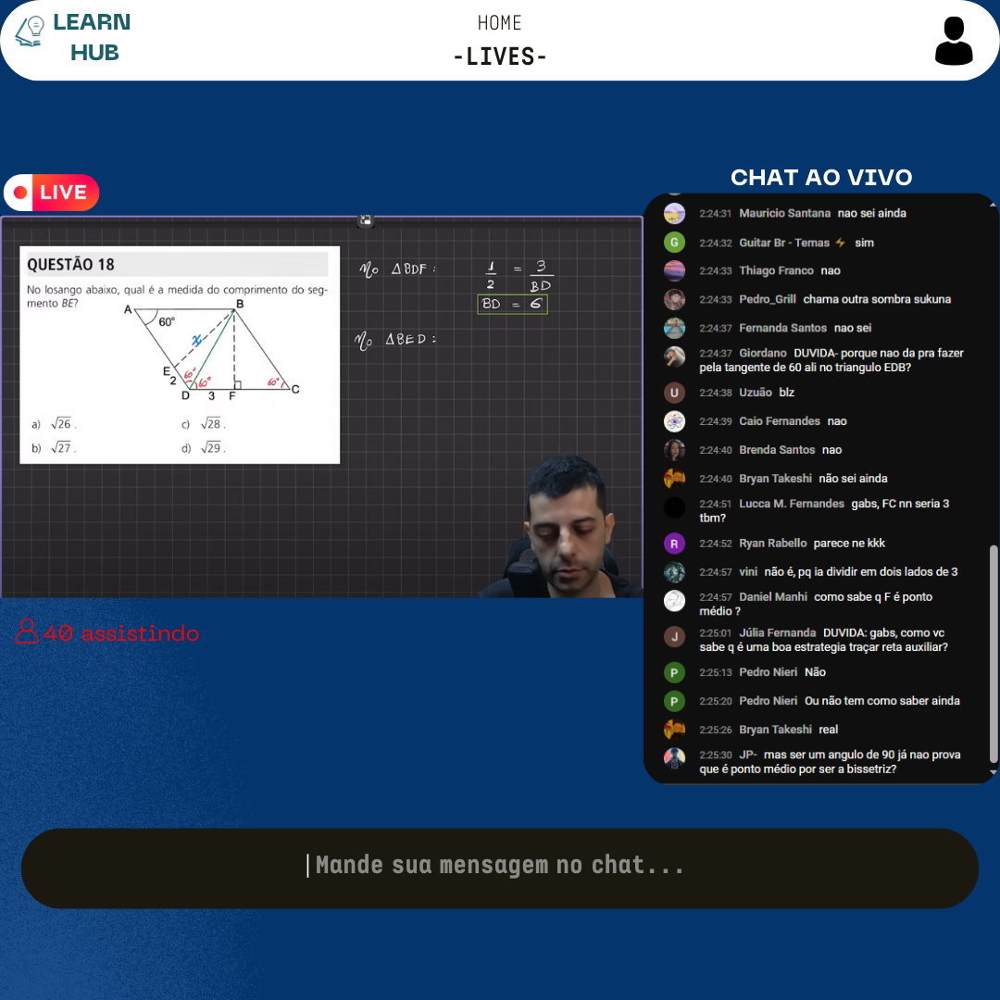 LEARN
HUB
HOME
-LIVES-
LIVE
CHAT AO VIVO
QUESTÃO 18
No losango abaixo, qual é a medida do comprimento do seg-
mento BE?
A
B
60°
x
E
2
60°
60°
60°
D
3
F
C
a) √26 .
c) √28 .
b) √27 .
d) √29 .
No ΔBDF :
1/2 = 3/BD
BD = 6
No ΔBED :
2:24:31 Mauricio Santana nao sei ainda
G 2:24:32 Guitar Br - Temas ⚡ sim
2:24:33 Thiago Franco nao
2:24:33 Pedro_Grill chama outra sombra sukuna
2:24:37 Fernanda Santos nao sei
2:24:37 Giordano DUVIDA- porque nao da pra fazer
pela tangente de 60 ali no triangulo EDB?
U 2:24:38 Uzuão blz
2:24:39 Caio Fernandes nao
2:24:40 Brenda Santos nao
2:24:40 Bryan Takeshi não sei ainda
2:24:51 Lucca M. Fernandes gabs, FC nn seria 3
tbm?
R 2:24:52 Ryan Rabello parece ne kkk
2:24:57 vini não é, pq ia dividir em dois lados de 3
2:24:57 Daniel Manhi como sabe q F é ponto
médio ?
J 2:25:01 Júlia Fernanda DUVIDA: gabs, como vc
sabe q é uma boa estrategia traçar reta auxiliar?
P 2:25:13 Pedro Nieri Não
P 2:25:20 Pedro Nieri Ou não tem como saber ainda
2:25:26 Bryan Takeshi real
2:25:30 JP- mas ser um angulo de 90 já nao prova
que é ponto médio por ser a bissetriz?
40 assistindo
Mande sua mensagem no chat...